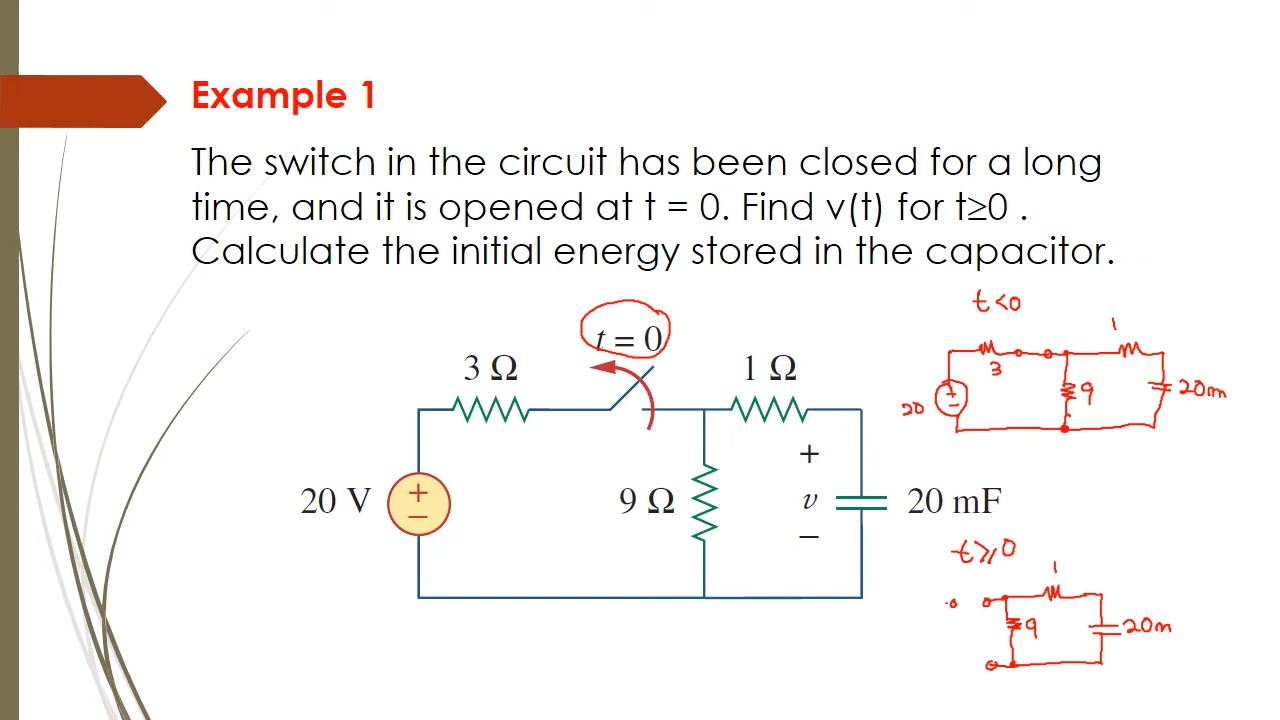 Example 1
The switch in the circuit has been closed for a long
time, and it is opened at t = 0. Find v(t) for t≥0 .
Calculate the initial energy stored in the capacitor.
t = 0
3 Ω
1 Ω
20 V
+
−
9 Ω
+
v
−
20 mF
t<0
3
1
20
+
−
9
20m
t≥0
1
9
20m